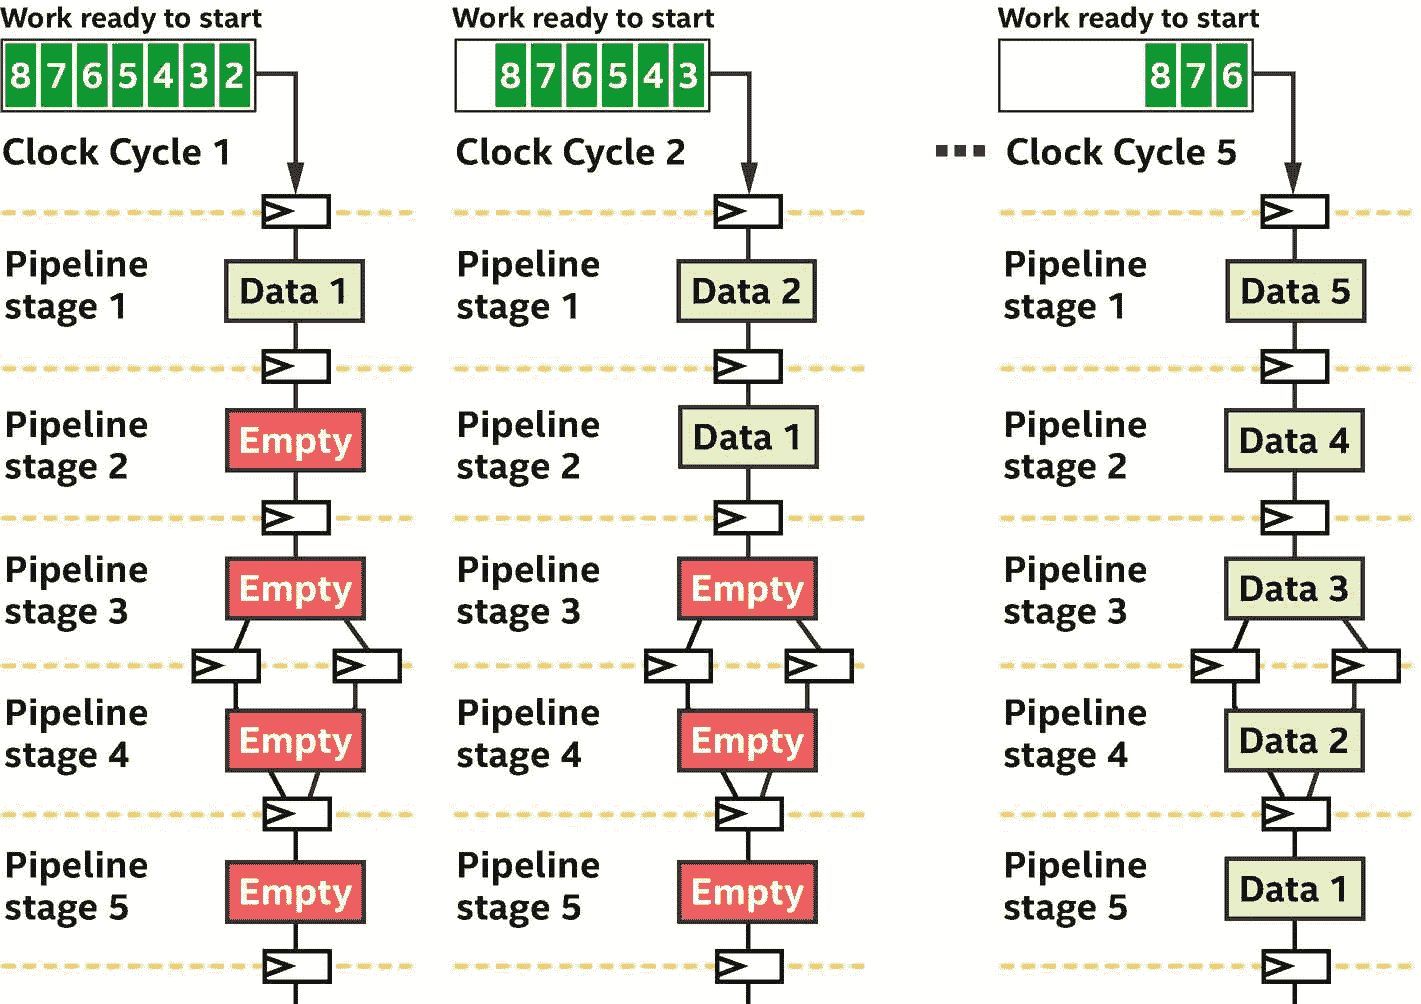 Work ready to start
8 7 6 5 4 3 2
Clock Cycle 1
Pipeline
stage 1
Data 1
Pipeline
stage 2
Empty
Pipeline
stage 3
Empty
Pipeline
stage 4
Empty
Pipeline
stage 5
Empty
Work ready to start
8 7 6 5 4 3
Clock Cycle 2
Pipeline
stage 1
Data 2
Pipeline
stage 2
Data 1
Pipeline
stage 3
Empty
Pipeline
stage 4
Empty
Pipeline
stage 5
Empty
Work ready to start
8 7 6
Clock Cycle 5
Pipeline
stage 1
Data 5
Pipeline
stage 2
Data 4
Pipeline
stage 3
Data 3
Pipeline
stage 4
Data 2
Pipeline
stage 5
Data 1